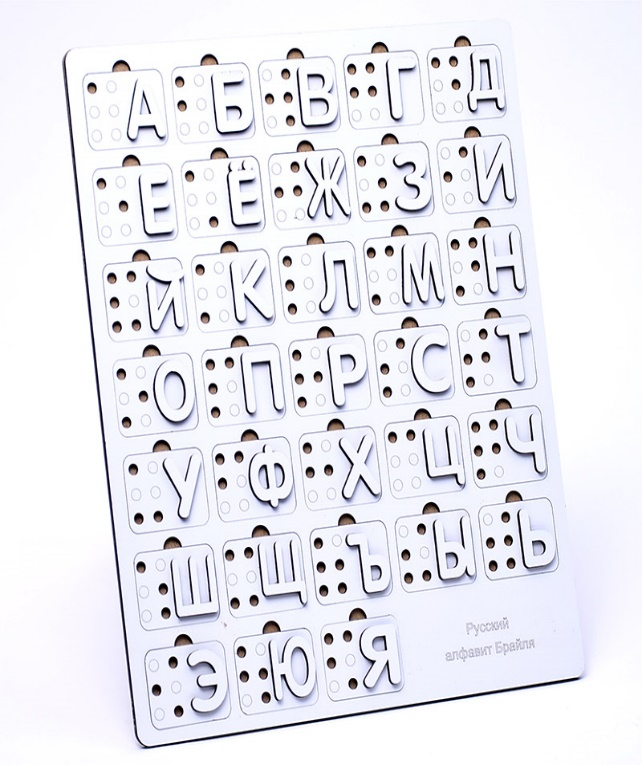 А Б В Г Д
Е Ё Ж З И
Й К Л М Н
О П Р С Т
У Ф Х Ц Ч
Ш Щ Ъ Ы Ь
Э Ю Я
Русский
алфавит Брайля